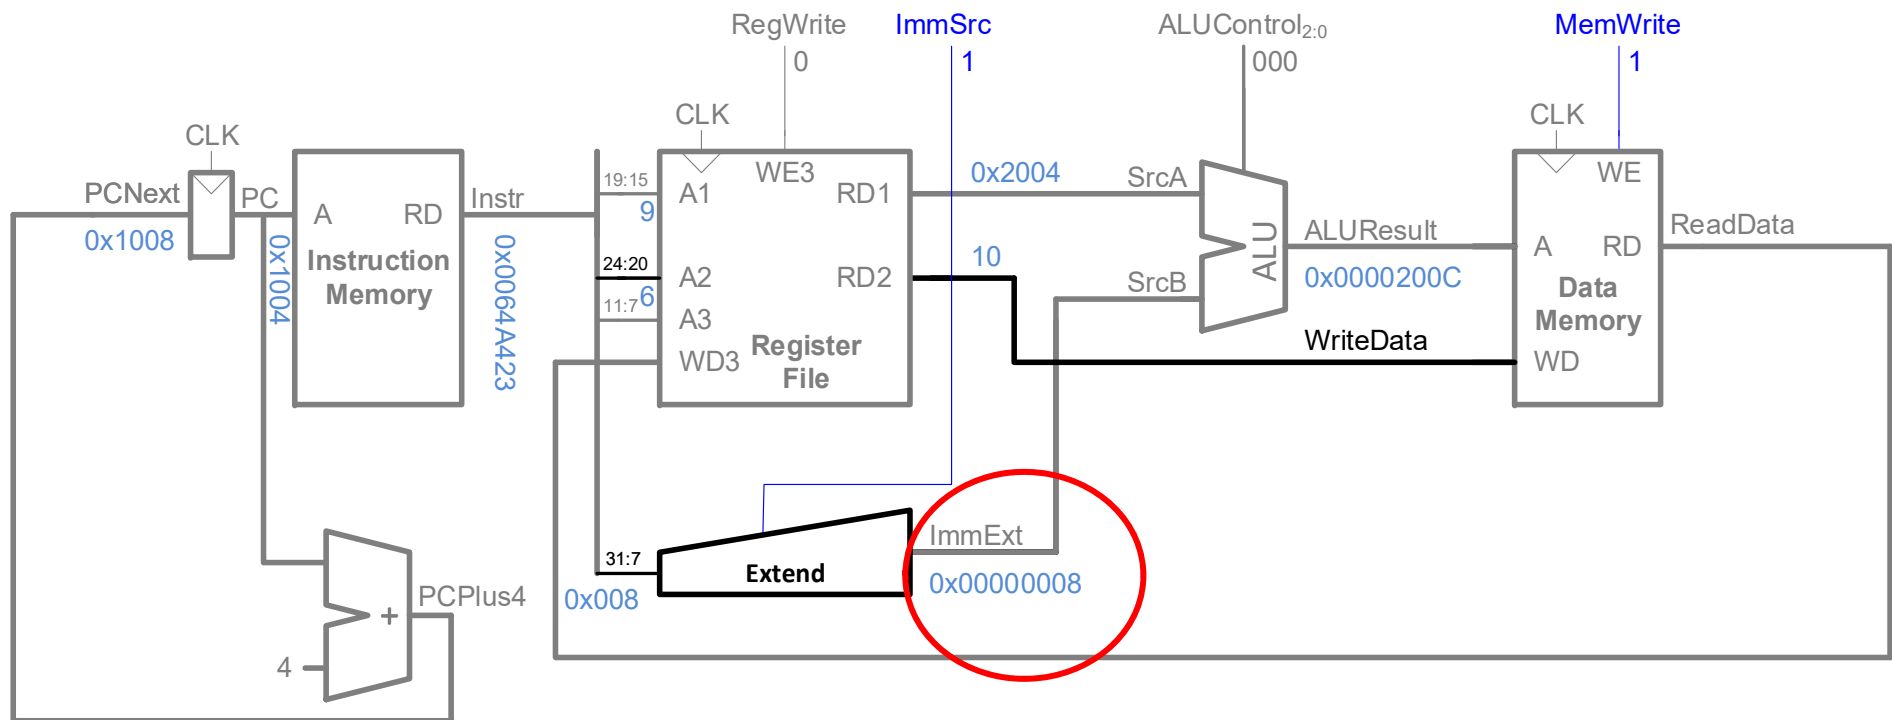 RegWrite ImmSrc ALUControl2:0 MemWrite
0 1 000 1
CLK CLK CLK
PCNext PC A RD Instr 19:15 A1 WE3 RD1 0x2004 SrcA WE
0x1008 0x1004 Instruction 9 ALU ALUResult A RD ReadData
Memory 0x0064A423 24:20 A2 RD2 10 SrcB 0x0000200C Data
6 Memory
11:7 A3
WD3 Register WriteData WD
File
31:7 Extend ImmExt
0x008 0x00000008
PCPlus4
+
4